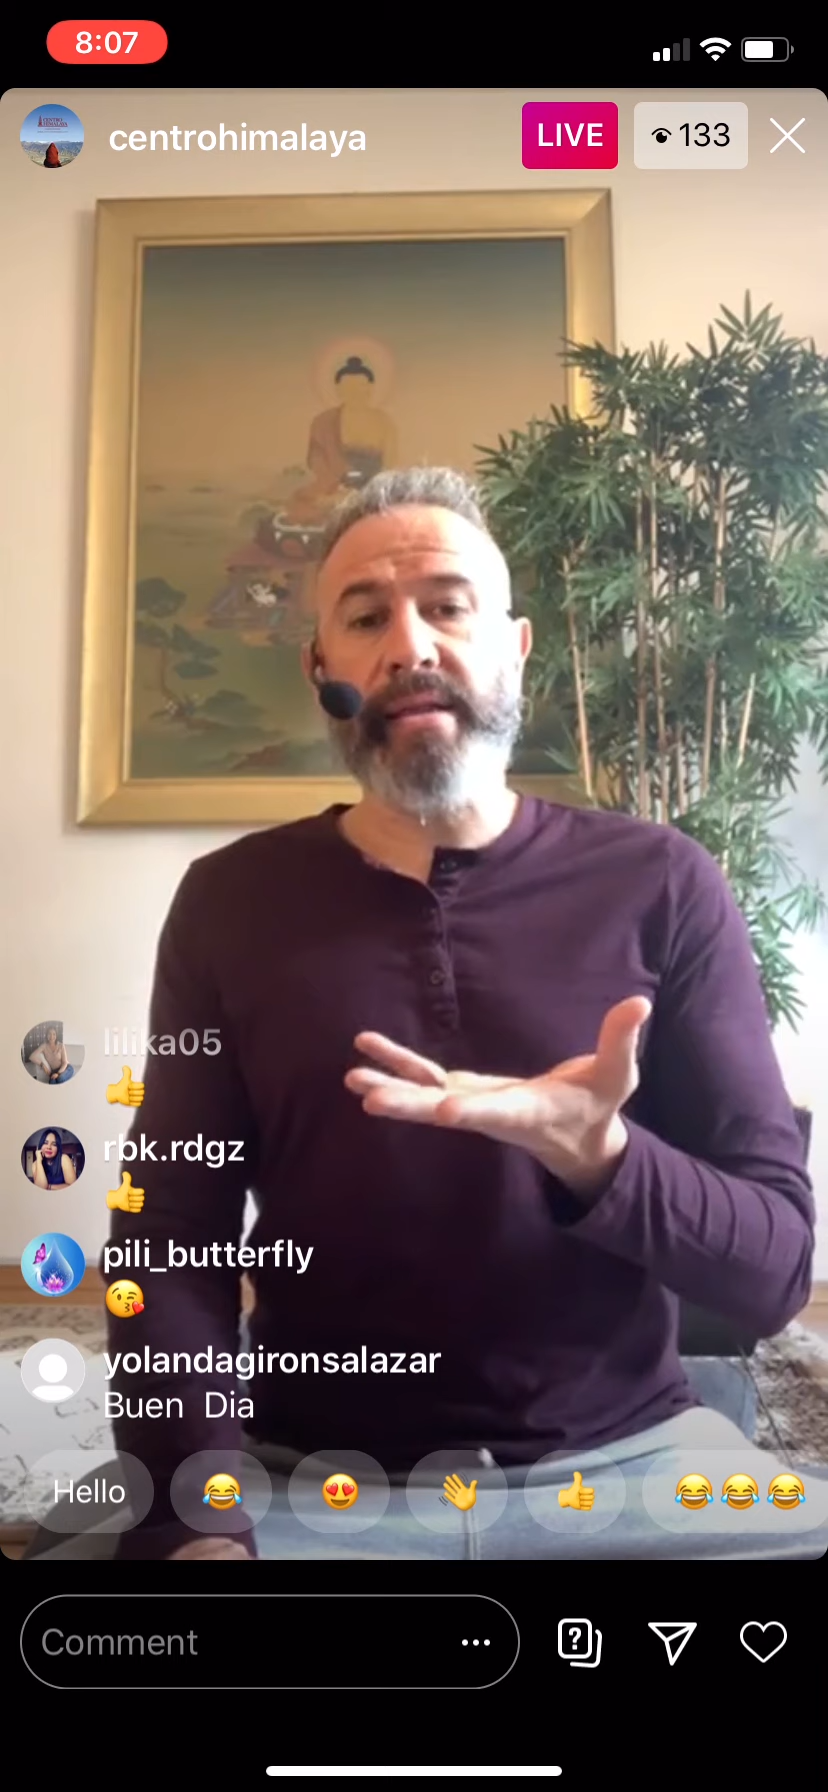 8:07
centrohimalaya
LIVE
133
lilika05
👍
rbk.rdgz
👍
pili_butterfly
😘
yolandagironsalazar
Buen Dia
Hello 😂 😍 👋 👍 😂😂😂
Comment